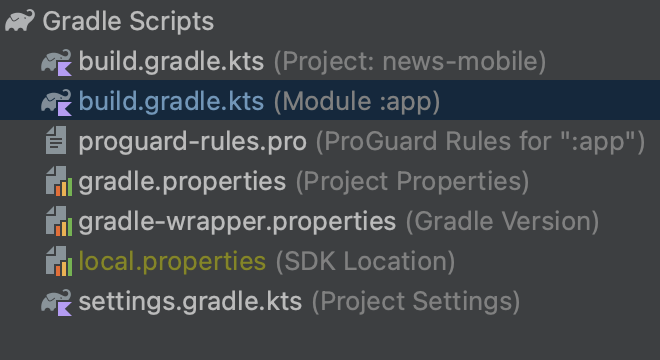 Gradle Scripts
build.gradle.kts (Project: news-mobile)
build.gradle.kts (Module :app)
proguard-rules.pro (ProGuard Rules for ":app")
gradle.properties (Project Properties)
gradle-wrapper.properties (Gradle Version)
local.properties (SDK Location)
settings.gradle.kts (Project Settings)